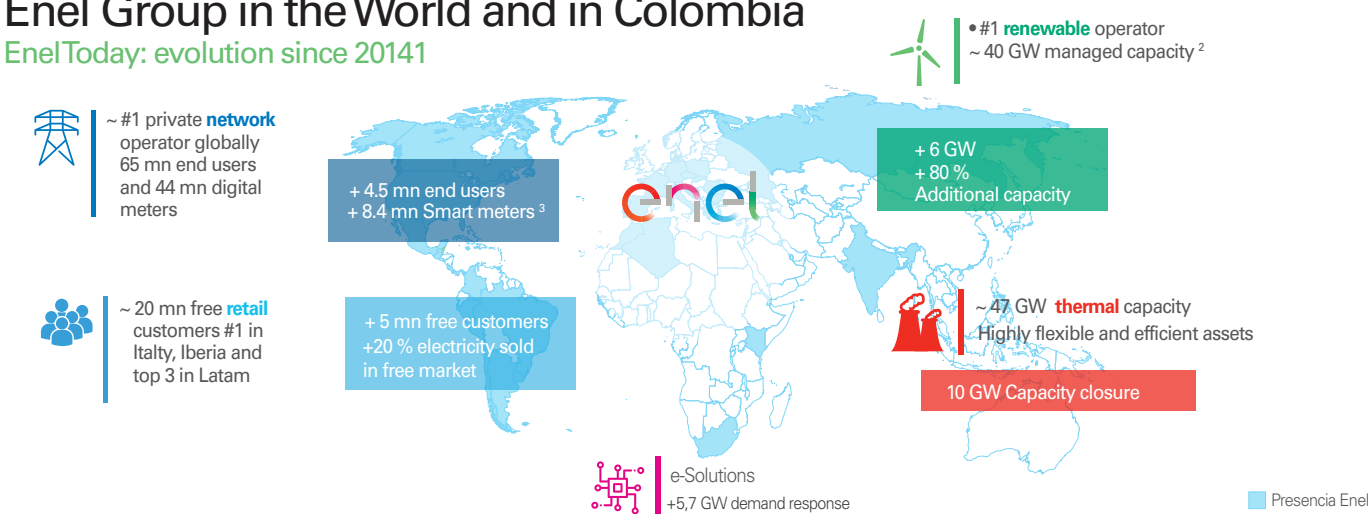 Enel Group in the World and in Colombia
Enel Today: evolution since 20141
• #1 renewable operator
~ 40 GW managed capacity 2
~ #1 private network
operator globally
65 mn end users
and 44 mn digital
meters
+ 4.5 mn end users
+ 8.4 mn Smart meters 3
enel
+ 6 GW
+ 80 %
Additional capacity
~ 20 mn free retail
customers #1 in
Italty, Iberia and
top 3 in Latam
+ 5 mn free customers
+20 % electricity sold
in free market
~ 47 GW thermal capacity
Highly flexible and efficient assets
10 GW Capacity closure
e-Solutions
+5,7 GW demand response
Presencia Enel